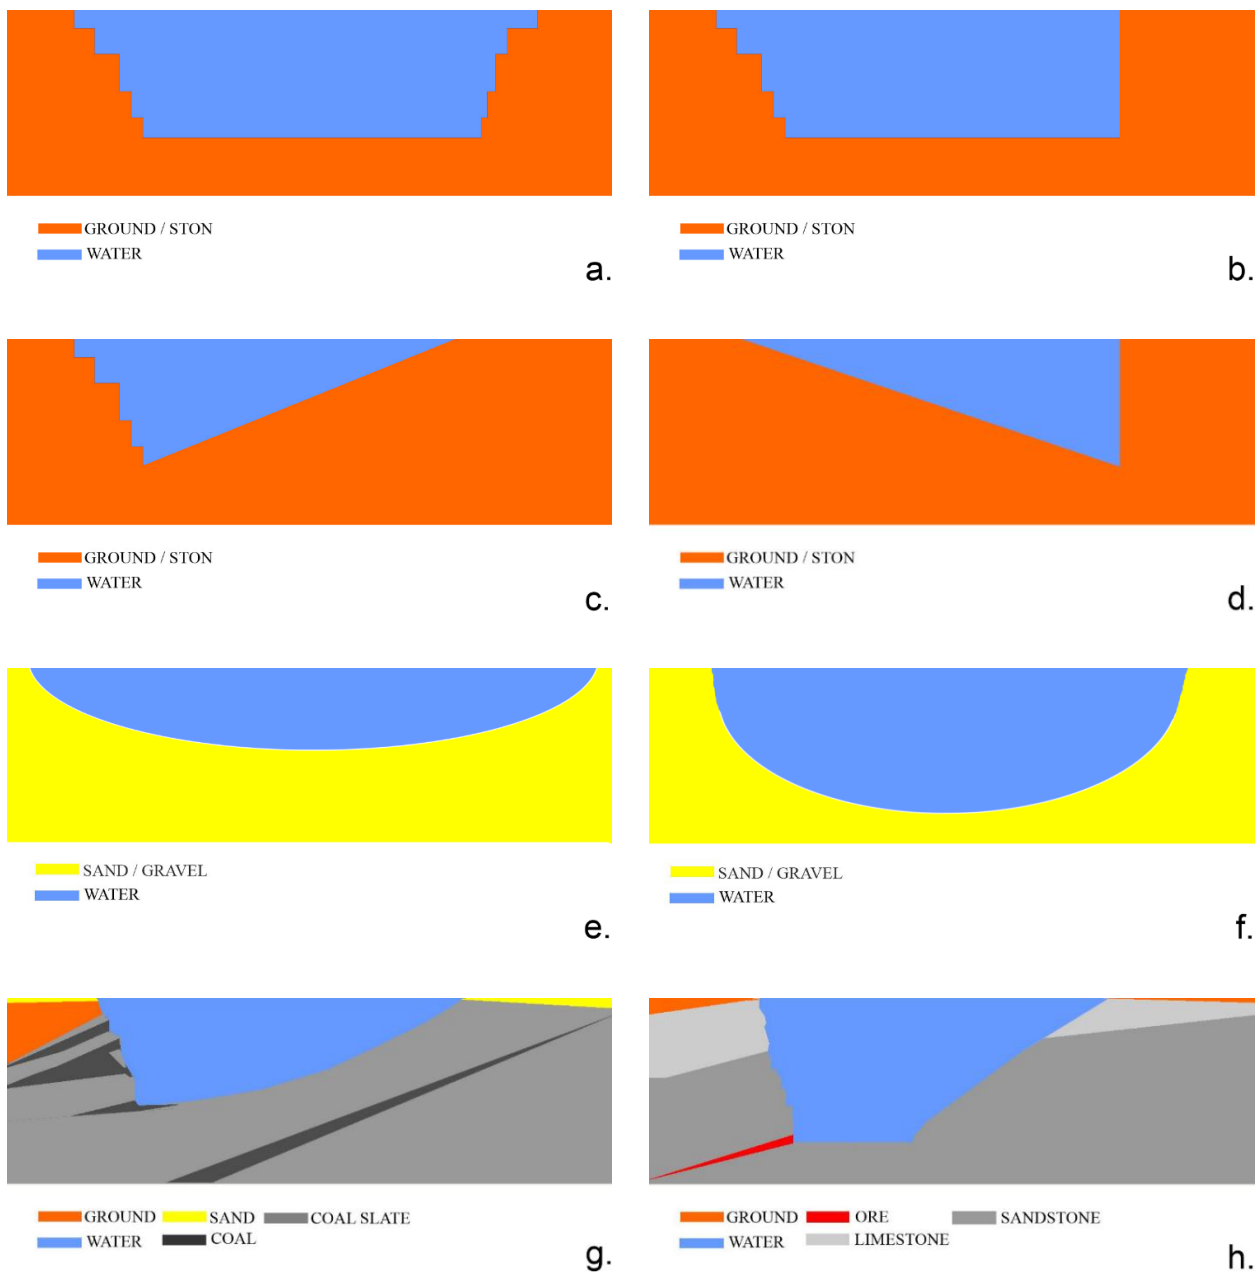 GROUND / STON
WATER
a.
GROUND / STON
WATER
b.
GROUND / STON
WATER
c.
GROUND / STON
WATER
d.
SAND / GRAVEL
WATER
e.
SAND / GRAVEL
WATER
f.
GROUND SAND COAL SLATE
WATER COAL
g.
GROUND ORE SANDSTONE
WATER LIMESTONE
h.